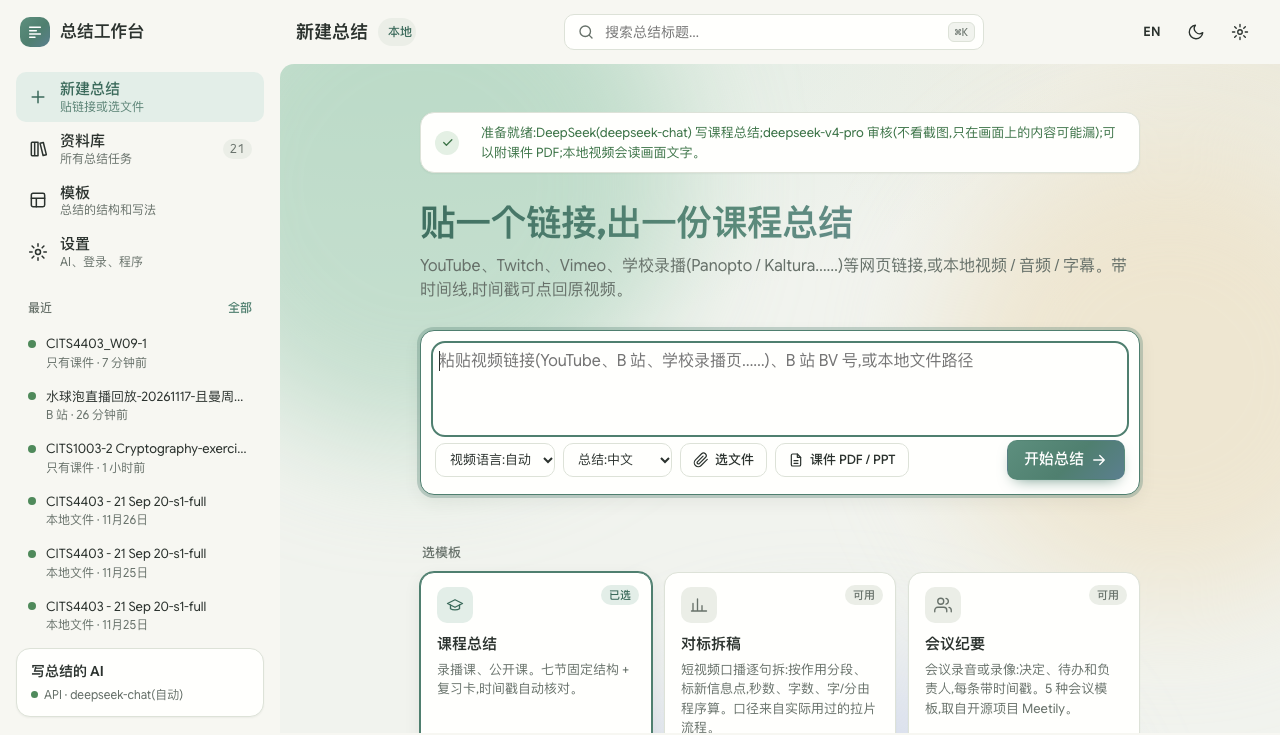 总结工作台
新建总结
贴链接或选文件
资料库
所有总结任务
21
模板
总结的结构和写法
设置
AI、登录、程序
最近
全部
CITS4403_W09-1
只有课件 · 7 分钟前
水球泡直播回放-20261117-且曼周...
B 站 · 26 分钟前
CITS1003-2 Cryptography-exerci...
只有课件 · 1 小时前
CITS4403 - 21 Sep 20-s1-full
本地文件 · 11月26日
CITS4403 - 21 Sep 20-s1-full
本地文件 · 11月25日
CITS4403 - 21 Sep 20-s1-full
本地文件 · 11月25日
写总结的 AI
API · deepseek-chat(自动)
新建总结
本地
搜索总结标题...
⌘K
EN
准备就绪:DeepSeek(deepseek-chat) 写课程总结;deepseek-v4-pro 审核(不看截图,只在画面上的内容可能漏);可
以附课件 PDF;本地视频会读画面文字。
贴一个链接,出一份课程总结
YouTube、Twitch、Vimeo、学校录播(Panopto / Kaltura......)等网页链接,或本地视频 / 音频 / 字幕。带
时间线,时间戳可点回原视频。
粘贴视频链接(YouTube、B 站、学校录播页......)、B 站 BV 号,或本地文件路径
视频语言:自动
总结:中文
选文件
课件 PDF / PPT
开始总结
选模板
已选
课程总结
录播课、公开课。七节固定结构 +
复习卡,时间戳自动核对。
可用
对标拆稿
短视频口播逐句拆:按作用分段、
标新信息点,秒数、字数、字/分由
程序算。口径来自实际用过的拉片
流程。
可用
会议纪要
会议录音或录像:决定、待办和负
责人,每条带时间戳。5 种会议模
板,取自开源项目 Meetily。